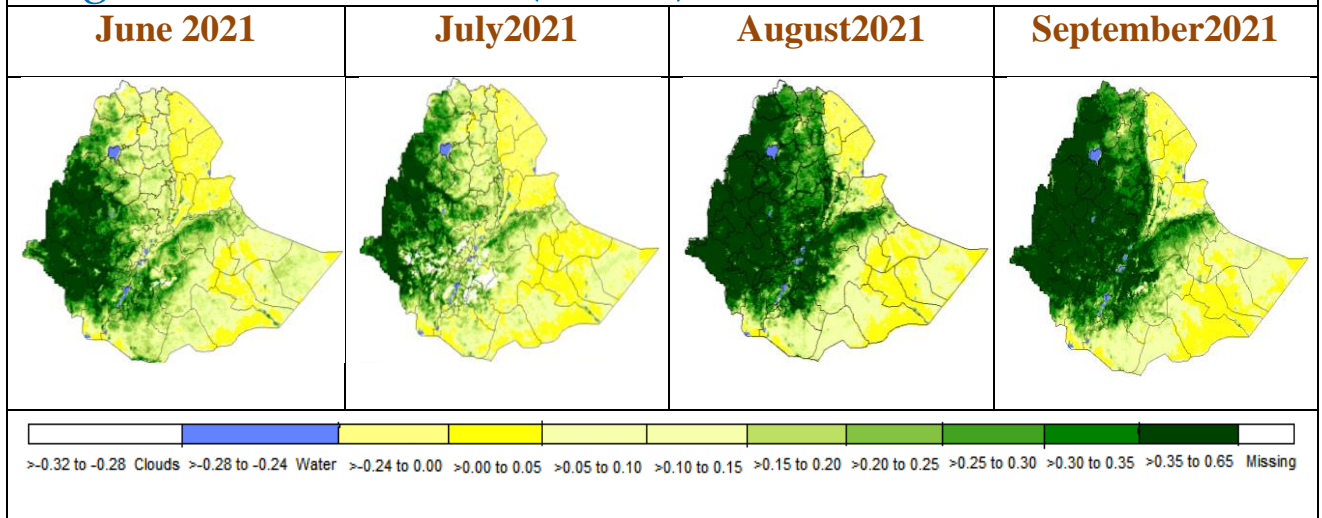 June 2021 July2021 August2021 September2021
>-0.32 to -0.28 Clouds >-0.28 to -0.24 Water >-0.24 to 0.00 >0.00 to 0.05 >0.05 to 0.10 >0.10 to 0.15 >0.15 to 0.20 >0.20 to 0.25 >0.25 to 0.30 >0.30 to 0.35 >0.35 to 0.65 Missing